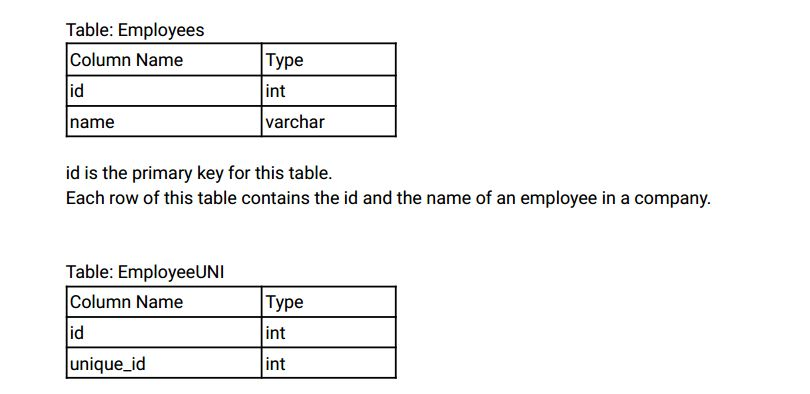 Table: Employees
Column Name Type
id int
name varchar
id is the primary key for this table.
Each row of this table contains the id and the name of an employee in a company.
Table: EmployeeUNI
Column Name Type
id int
unique_id int